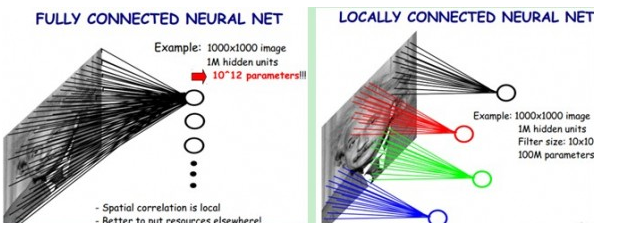 FULLY CONNECTED NEURAL NET
Example: 1000x1000 image
1M hidden units
10^12 parameters!!!
- Spatial correlation is local
- Better to put resources elsewhere!
LOCALLY CONNECTED NEURAL NET
Example: 1000x1000 image
1M hidden units
Filter size: 10x10
100M parameters